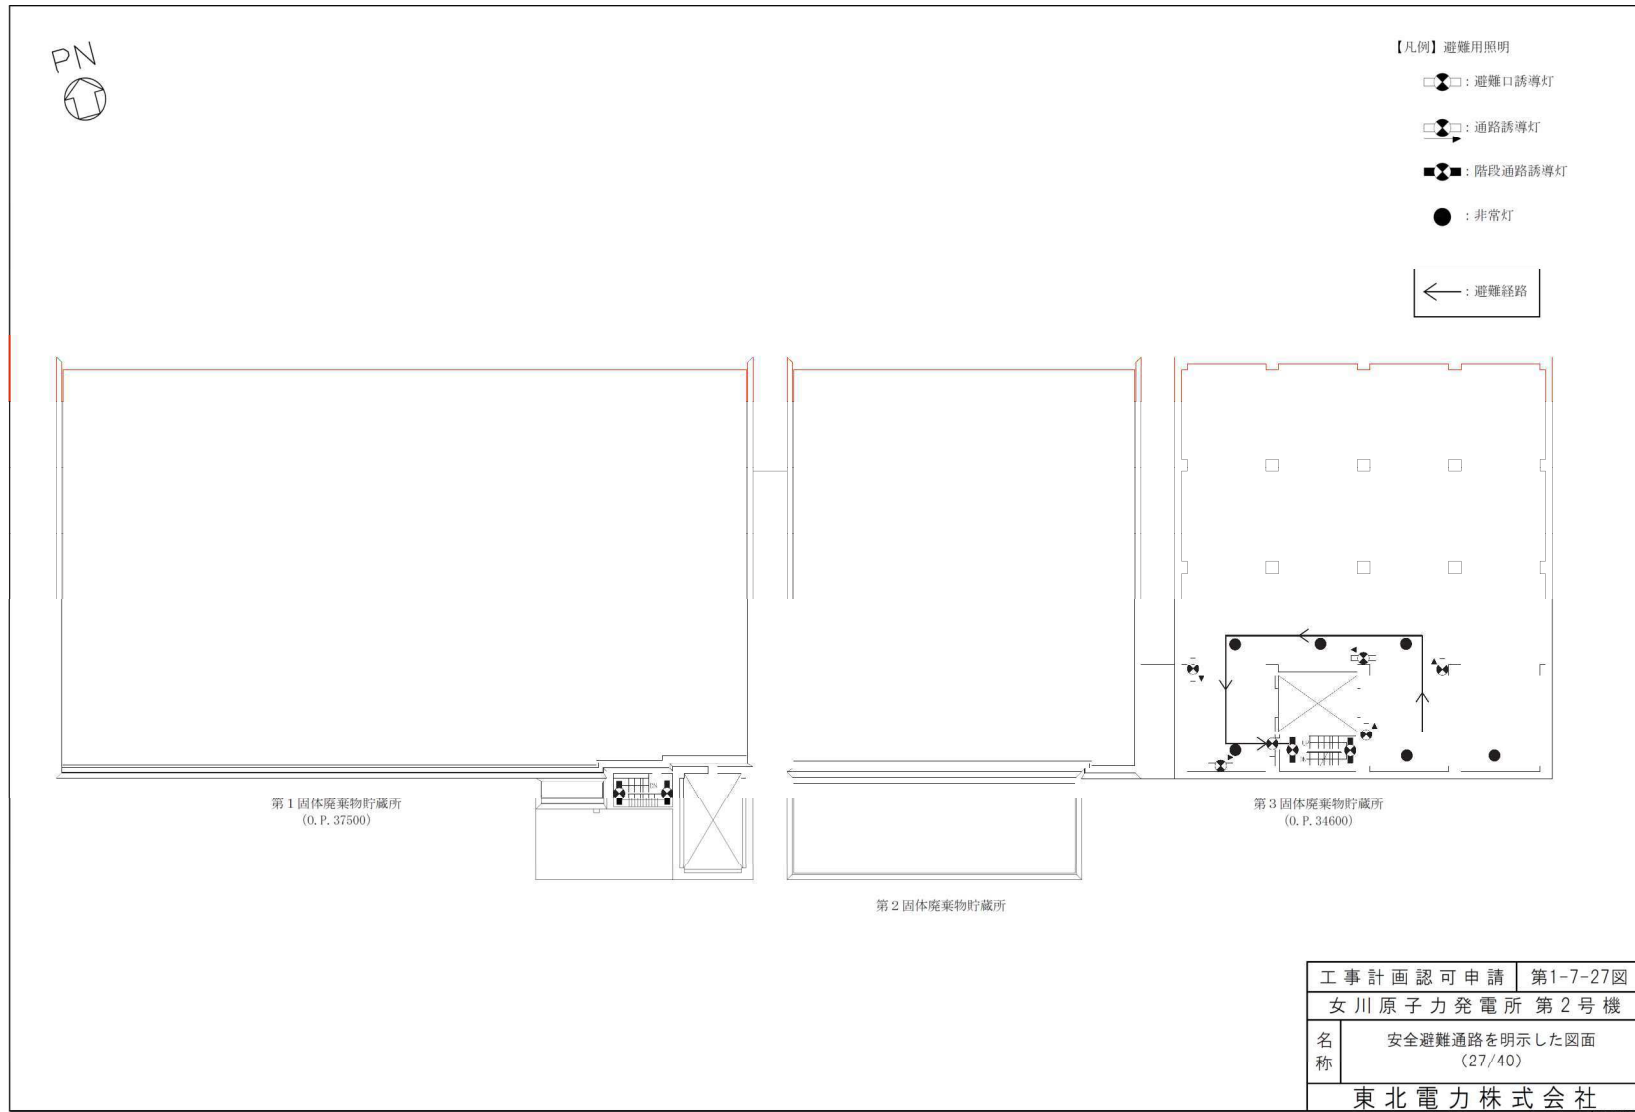 PN
【凡例】避難用照明
：避難口誘導灯
：通路誘導灯
：階段通路誘導灯
：非常灯
：避難経路
第1固体廃棄物貯蔵所
(O.P.37500)
第2固体廃棄物貯蔵所
第3固体廃棄物貯蔵所
(O.P.34600)
工事計画認可申請 第1-7-27図
女川原子力発電所 第2号機
名称 安全避難通路を明示した図面
(27/40)
東北電力株式会社